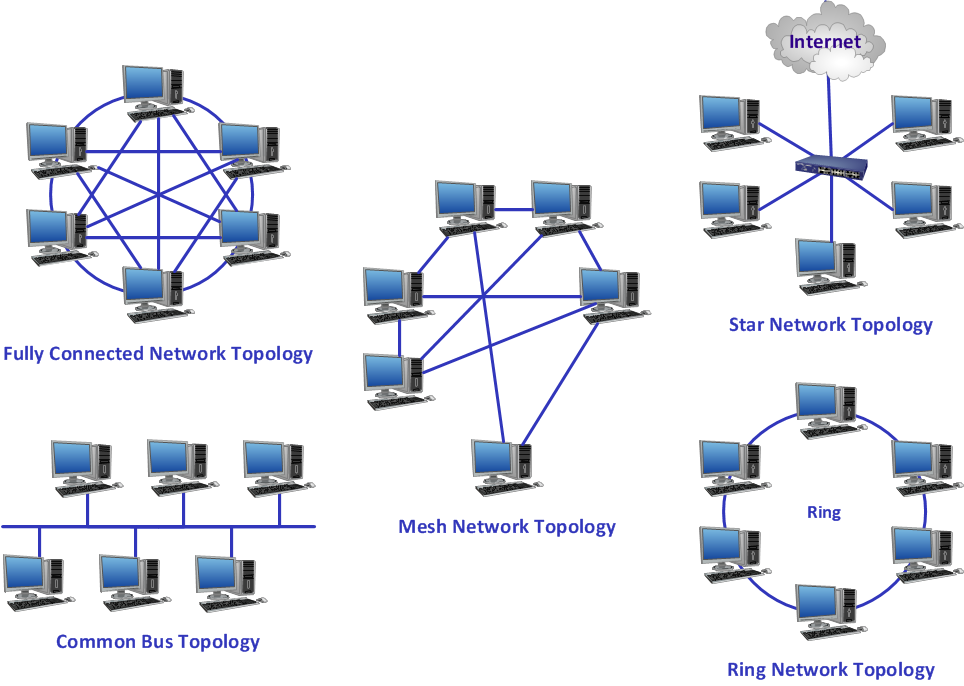 Internet
Fully Connected Network Topology
Star Network Topology
Mesh Network Topology
Ring
Common Bus Topology
Ring Network Topology